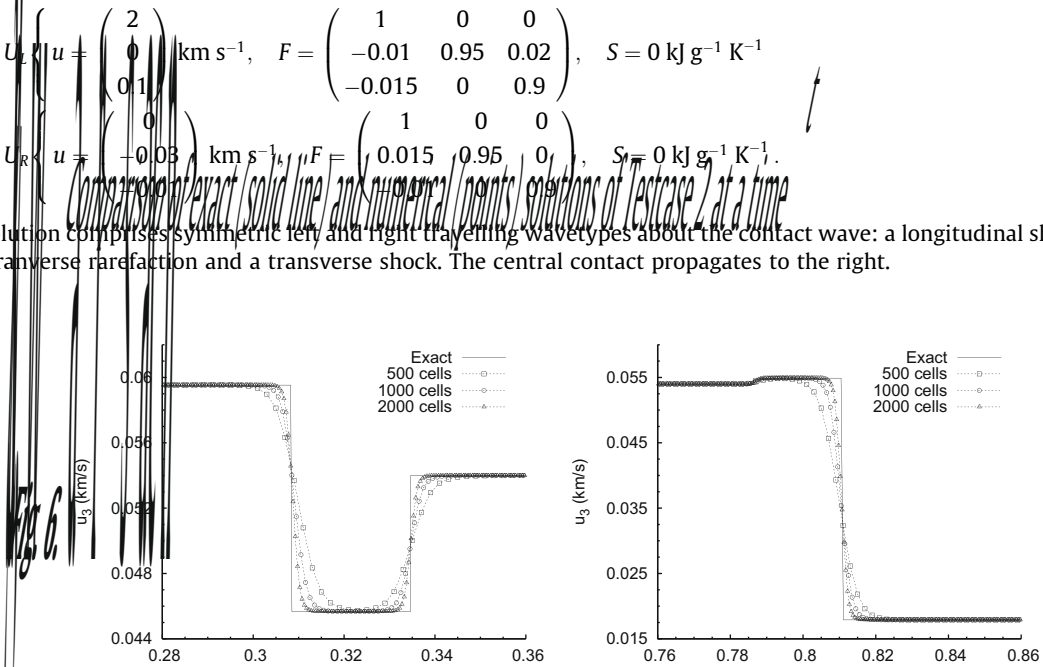 U_L { u = ( 2 0 0.1 ) km s^−1, F = ( 1 0 0 −0.01 0.95 0.02 −0.015 0 0.9 ), S = 0 kJ g^−1 K^−1
U_R { u = ( 0 −0.03 −0.01 ) km s^−1, F = ( 1 0 0 0.015 0.95 0 −0.01 0 0.9 ), S = 0 kJ g^−1 K^−1.
Comparison of exact (solid line) and numerical (points) solutions of Testcase 2 at a time
lution comprises symmetric left and right travelling wavetypes about the contact wave: a longitudinal
ranverse rarefaction and a transverse shock. The central contact propagates to the right.
Exact
500 cells
1000 cells
2000 cells
0.06
0.056
0.052
0.048
0.044
u_3 (km/s)
0.28 0.3 0.32 0.34 0.36
Exact
500 cells
1000 cells
2000 cells
0.055
0.045
0.035
0.025
0.015
u_3 (km/s)
0.76 0.78 0.8 0.82 0.84 0.86
Fig. 6.